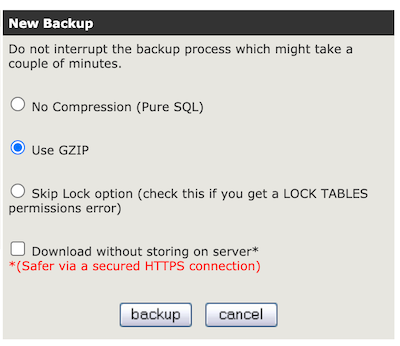 New Backup
Do not interrupt the backup process which might take a
couple of minutes.
No Compression (Pure SQL)
Use GZIP
Skip Lock option (check this if you get a LOCK TABLES
permissions error)
Download without storing on server*
*(Safer via a secured HTTPS connection)
backup cancel